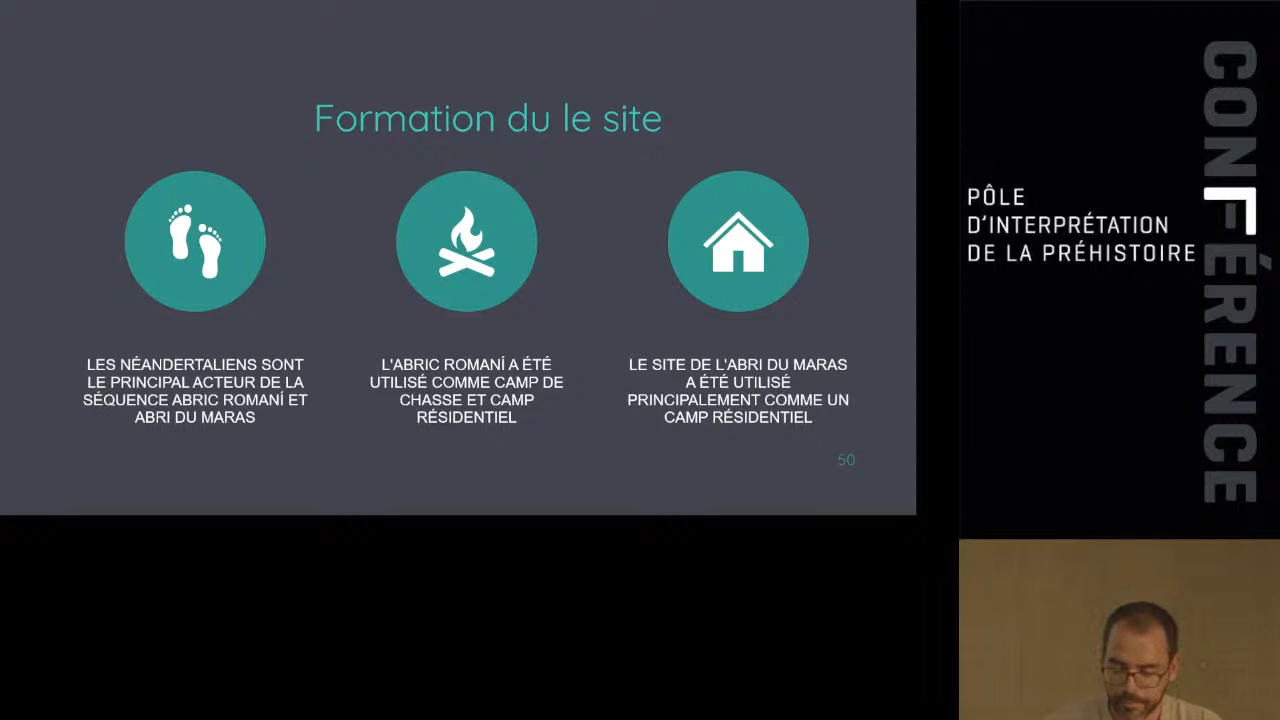 Formation du le site
LES NÉANDERTALIENS SONT
LE PRINCIPAL ACTEUR DE LA
SÉQUENCE ABRIC ROMANÍ ET
ABRI DU MARAS
L'ABRIC ROMANÍ A ÉTÉ
UTILISÉ COMME CAMP DE
CHASSE ET CAMP
RÉSIDENTIEL
LE SITE DE L'ABRI DU MARAS
A ÉTÉ UTILISÉ
PRINCIPALEMENT COMME UN
CAMP RÉSIDENTIEL
50
PÔLE
D'INTERPRÉTATION
DE LA PRÉHISTOIRE
CONFÉRENCE